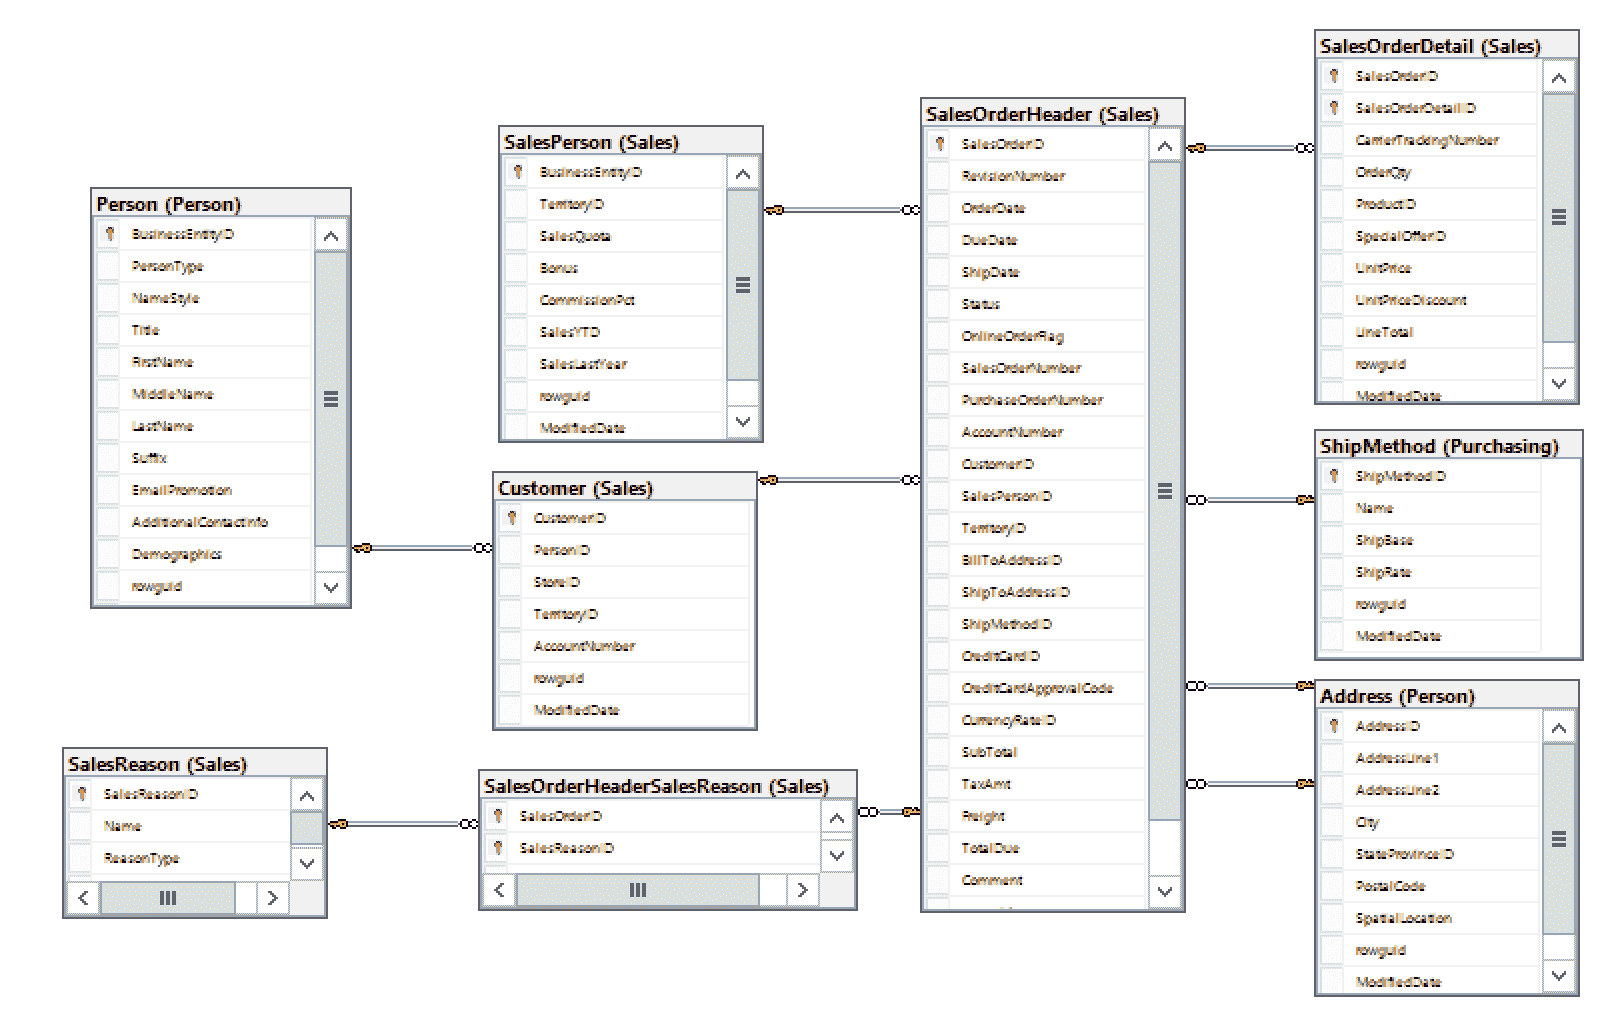 Person (Person)
BusinessEntityID
PersonType
NameStyle
Title
FirstName
MiddleName
LastName
Suffix
EmailPromotion
AdditionalContactInfo
Demographics
rowguid
SalesReason (Sales)
SalesReasonID
Name
ReasonType
SalesPerson (Sales)
BusinessEntityID
TerritoryID
SalesQuota
Bonus
CommissionPct
SalesYTD
SalesLastYear
rowguid
ModifiedDate
Customer (Sales)
CustomerID
PersonID
StoreID
TerritoryID
AccountNumber
rowguid
ModifiedDate
SalesOrderHeaderSalesReason (Sales)
SalesOrderID
SalesReasonID
SalesOrderHeader (Sales)
SalesOrderID
RevisionNumber
OrderDate
DueDate
ShipDate
Status
OnlineOrderFlag
SalesOrderNumber
PurchaseOrderNumber
AccountNumber
CustomerID
SalesPersonID
TerritoryID
BillToAddressID
ShipToAddressID
ShipMethodID
CreditCardID
CreditCardApprovalCode
CurrencyRateID
SubTotal
TaxAmt
Freight
TotalDue
Comment
SalesOrderDetail (Sales)
SalesOrderID
SalesOrderDetailID
CarrierTrackingNumber
OrderQty
ProductID
SpecialOfferID
UnitPrice
UnitPriceDiscount
LineTotal
rowguid
ModifiedDate
ShipMethod (Purchasing)
ShipMethodID
Name
ShipBase
ShipRate
rowguid
ModifiedDate
Address (Person)
AddressID
AddressLine1
AddressLine2
City
StateProvinceID
PostalCode
SpatialLocation
rowguid
ModifiedDate